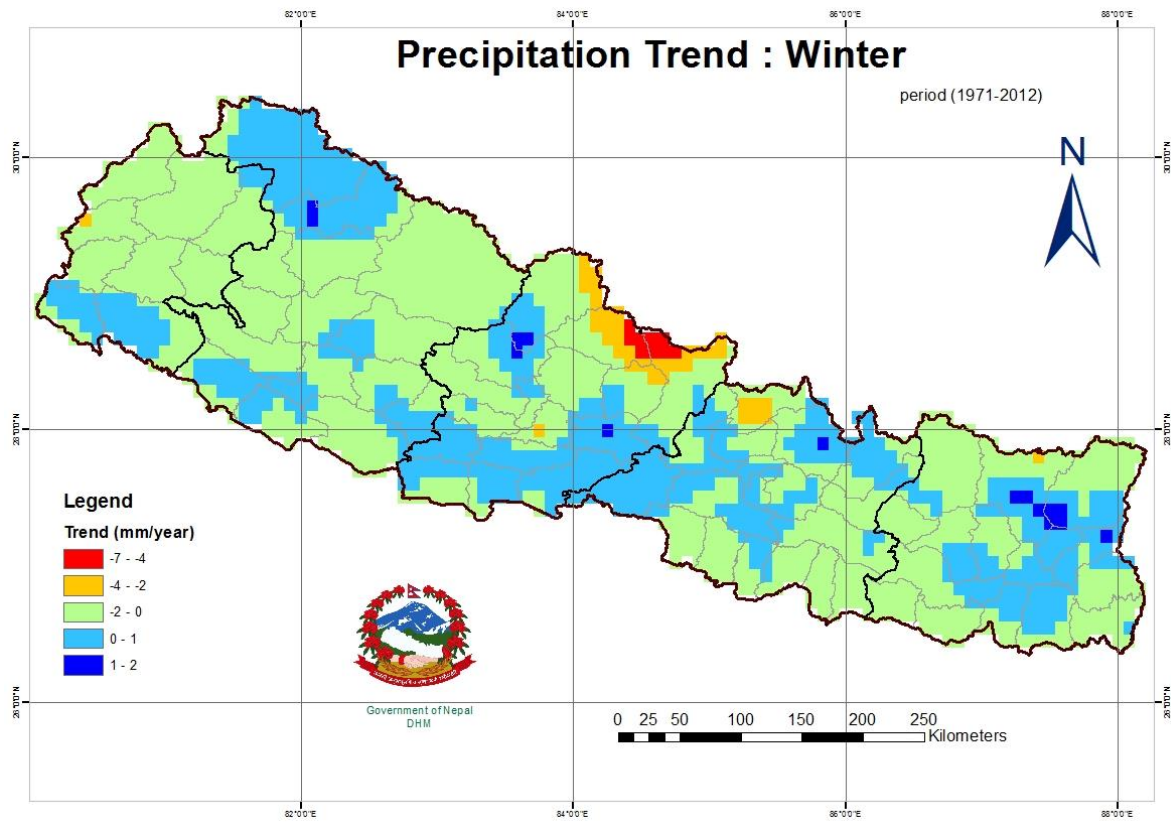 82°0'0"E 84°0'0"E 86°0'0"E 88°0'0"E
Precipitation Trend : Winter
period (1971-2012)
N
30°0'0"N 30°0'0"N
28°0'0"N 28°0'0"N
Legend
Trend (mm/year)
-7 - -4
-4 - -2
-2 - 0
0 - 1
1 - 2
Government of Nepal
DHM
26°0'0"N 26°0'0"N
0 25 50 100 150 200 250
Kilometers
82°0'0"E 84°0'0"E 86°0'0"E 88°0'0"E